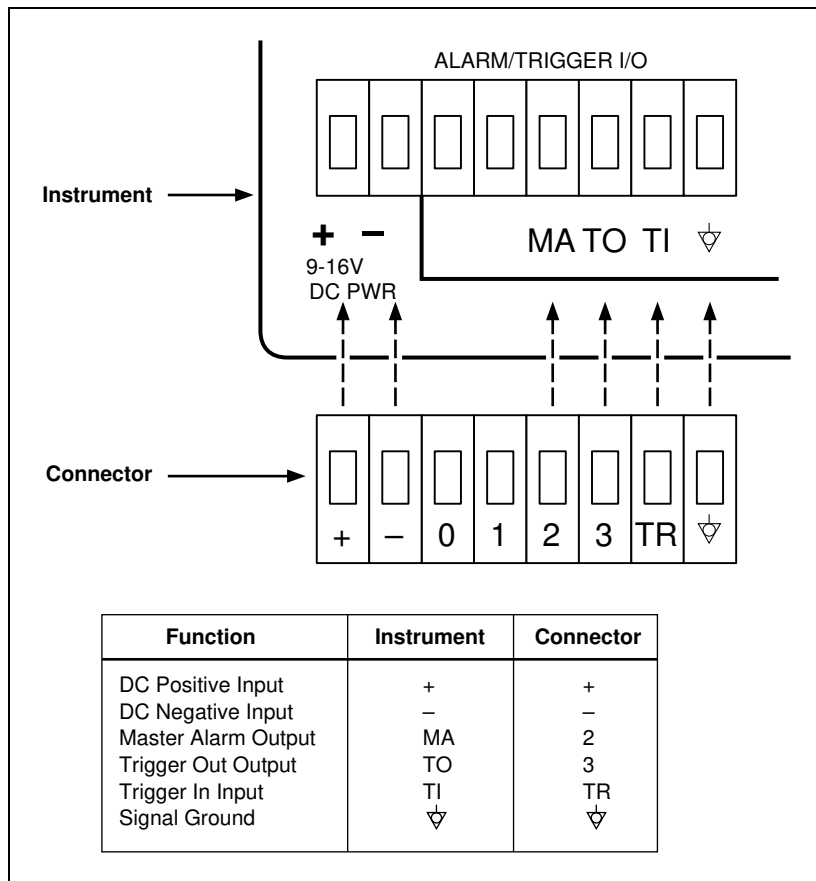 ALARM/TRIGGER I/O
Instrument
+ –
MA TO TI
9-16V
DC PWR
Connector
+ – 0 1 2 3 TR
Function Instrument Connector
DC Positive Input + +
DC Negative Input – –
Master Alarm Output MA 2
Trigger Out Output TO 3
Trigger In Input TI TR
Signal Ground